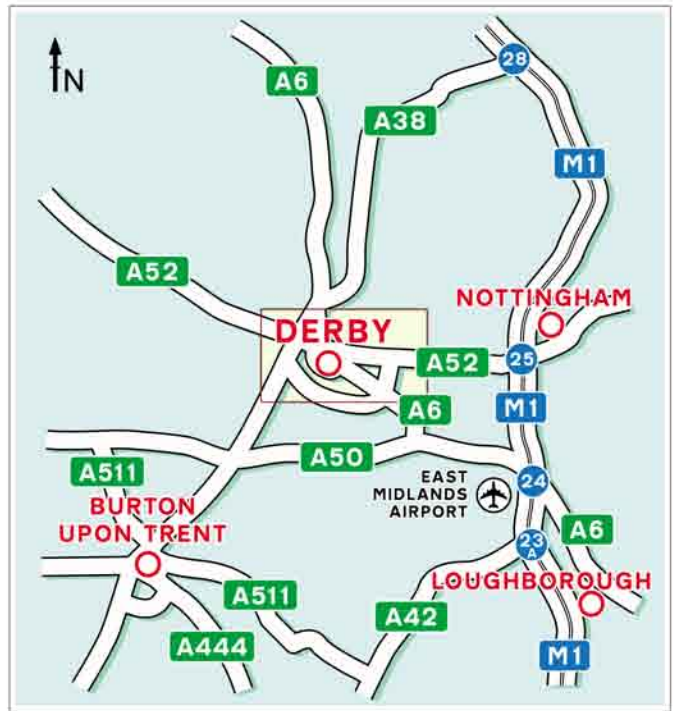 N
A6
28
A38
M1
A52
NOTTINGHAM
DERBY
A52
25
A6
M1
A50
A511
EAST
MIDLANDS
AIRPORT
24
BURTON
UPON TRENT
A6
23
A
LOUGHBOROUGH
A511
A42
A444
M1